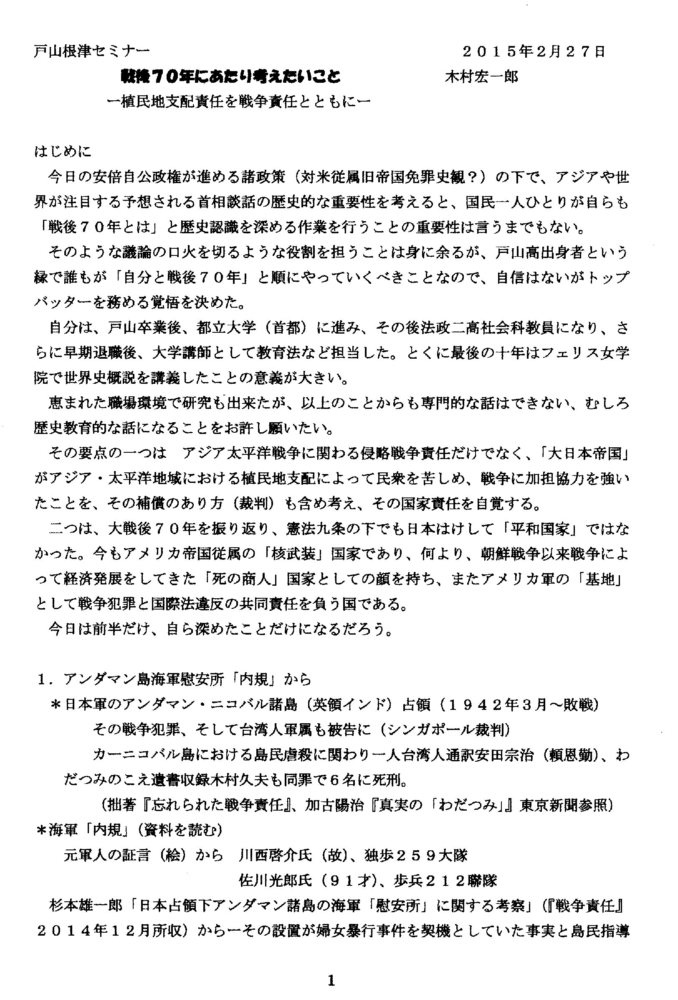 戸山根津セミナー　２０１５年２月２７日
戦後７０年にあたり考えたいこと　木村宏一郎
ー植民地支配責任を戦争責任とともにー
はじめに
今日の安倍自公政権が進める諸政策（対米従属旧帝国免罪史観？）の下で、アジアや世
界が注目する予想される首相談話の歴史的な重要性を考えると、国民一人ひとりが自らも
「戦後７０年とは」と歴史認識を深める作業を行うことの重要性は言うまでもない。
そのような議論の口火を切るような役割を担うことは身に余るが、戸山高出身者という
縁で誰もが「自分と戦後７０年」と順にやっていくべきことなので、自信はないがトップ
バッターを務める覚悟を決めた。
自分は、戸山卒業後、都立大学（首都）に進み、その後法政二高社会科教員になり、さ
らに早期退職後、大学講師として教育法など担当した。とくに最後の十年はフェリス女学
院で世界史概説を講義したことの意義が大きい。
恵まれた職場環境で研究も出来たが、以上のことからも専門的な話はできない、むしろ
歴史教育的な話になることをお許し願いたい。
その要点の一つは　アジア太平洋戦争に関わる侵略戦争責任だけでなく、「大日本帝国」
がアジア・太平洋地域における植民地支配によって民衆を苦しめ、戦争に加担協力を強い
たことを、その補償のあり方（裁判）も含め考え、その国家責任を自覚する。
二つは、大戦後７０年を振り返り、憲法九条の下でも日本はけして「平和国家」ではな
かった。今もアメリカ帝国従属の「核武装」国家であり、何より、朝鮮戦争以来戦争によ
って経済発展をしてきた「死の商人」国家としての顔を持ち、またアメリカ軍の「基地」
として戦争犯罪と国際法違反の共同責任を負う国である。
今日は前半だけ、自ら深めたことだけになるだろう。
１．アンダマン島海軍慰安所「内規」から
＊日本軍のアンダマン・ニコバル諸島（英領インド）占領（１９４２年３月～敗戦）
その戦争犯罪、そして台湾人軍属も被告に（シンガポール裁判）
カーニコバル島における島民虐殺に関わり一人台湾人通訳安田宗治（頼恩勤）、わ
だつみのこえ遺書収録木村久夫も同罪で６名に死刑。
（拙著『忘れられた戦争責任』、加古陽治『真実の「わだつみ」』東京新聞参照）
＊海軍「内規」（資料を読む）
元軍人の証言（絵）から　川西啓介氏（故）、独歩２５９大隊
佐川光郎氏（９１才）、歩兵２１２聯隊
杉本雄一郎「日本占領下アンダマン諸島の海軍「慰安所」に関する考察」（『戦争責任』
２０１４年１２月所収）からーその設置が婦女暴行事件を契機としていた事実と島民指導
1